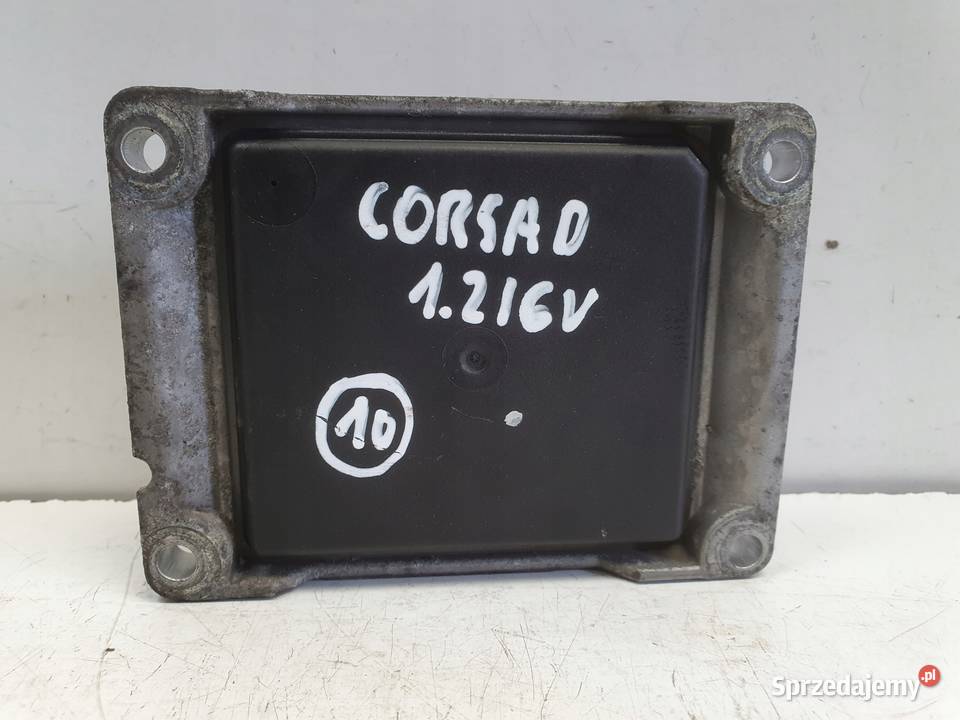 CORSA D
1.2 16V
10
Sprzedajemy.pl